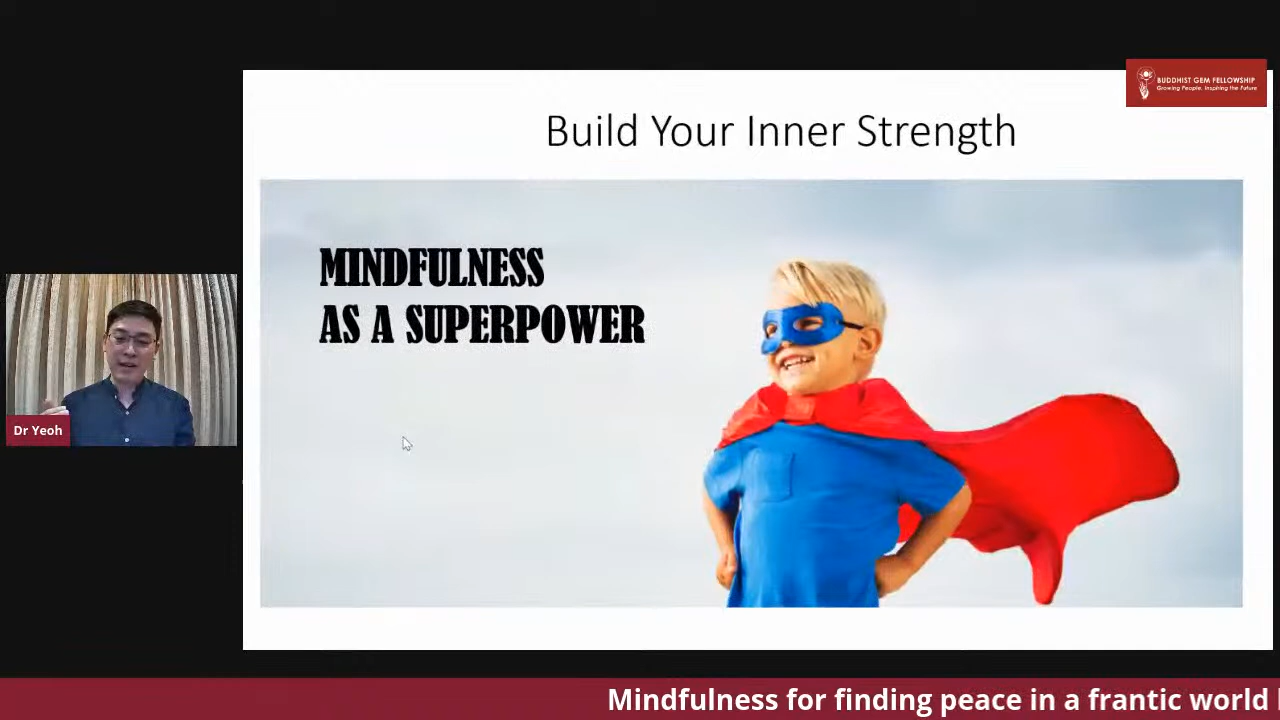 BUDDHIST GEM FELLOWSHIP
Growing People, Inspiring the Future
Build Your Inner Strength
MINDFULNESS
AS A SUPERPOWER
Dr Yeoh
Mindfulness for finding peace in a frantic world